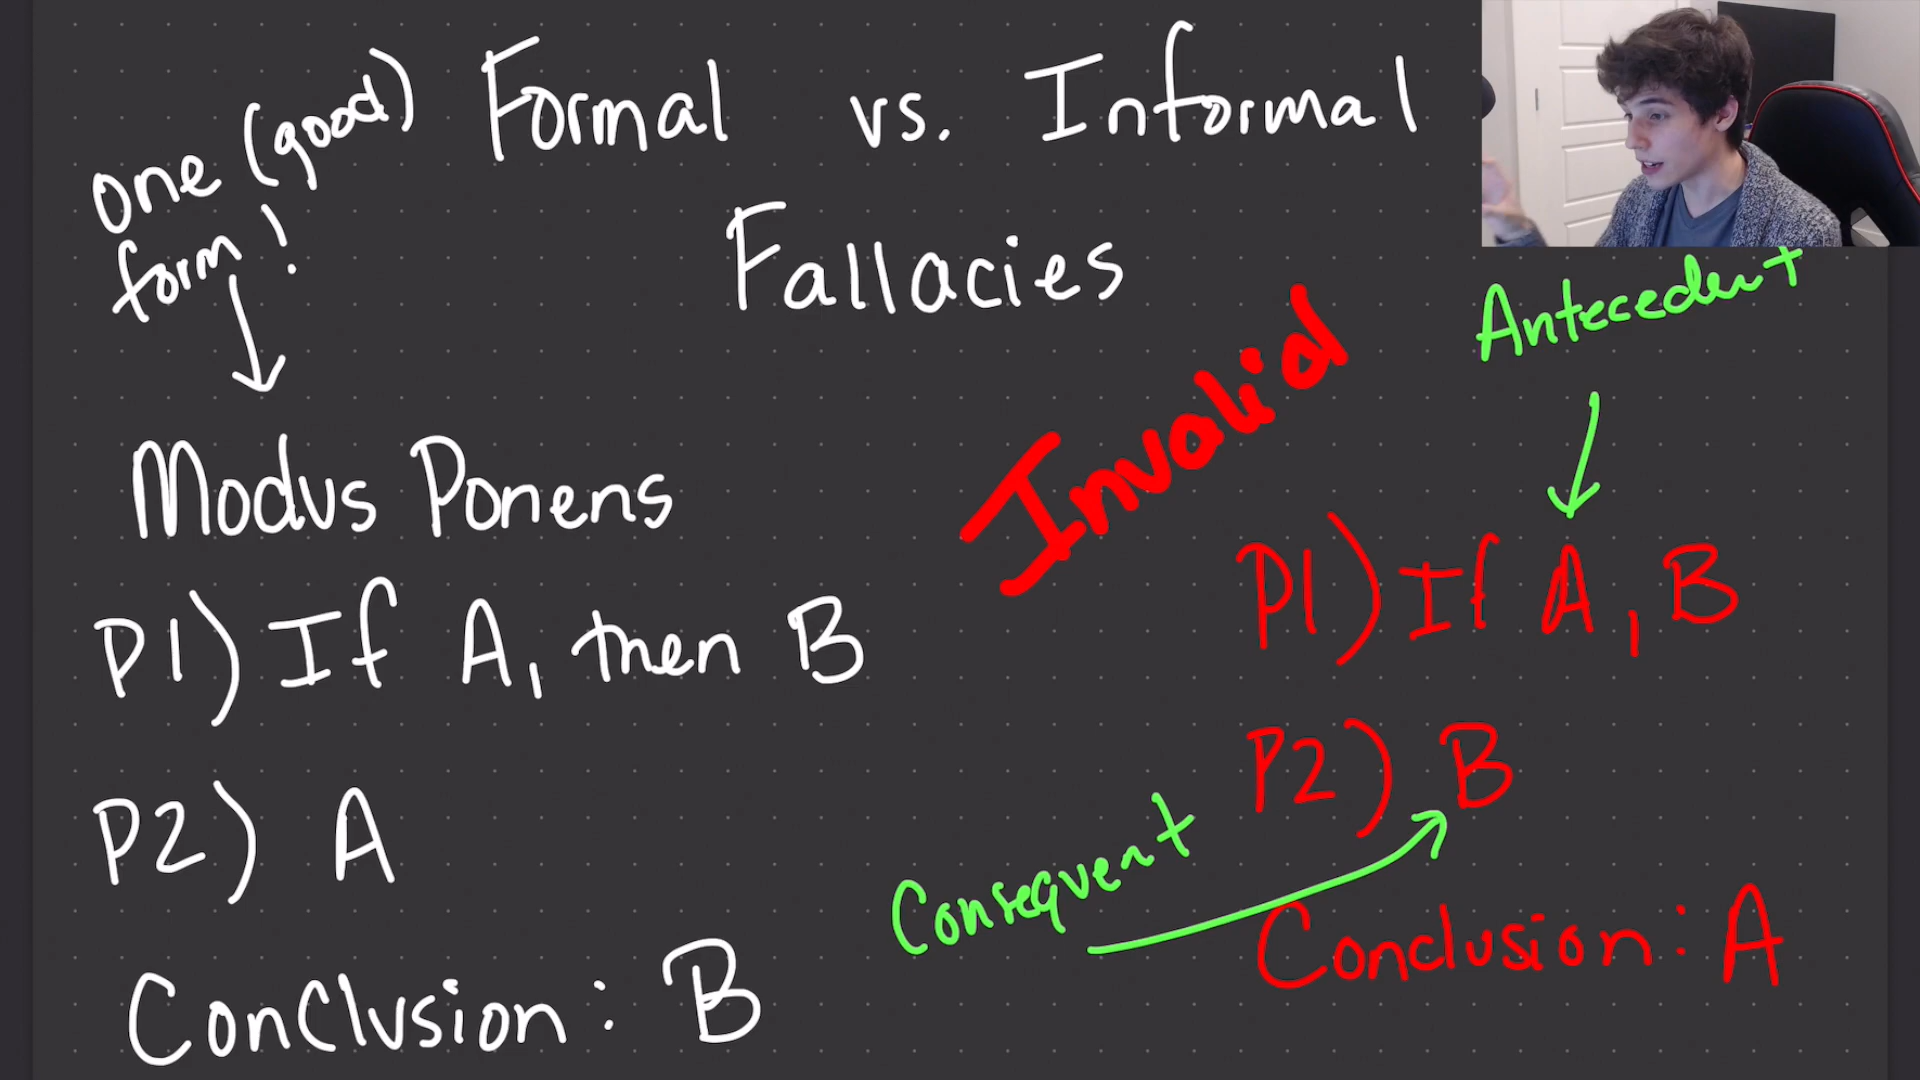 one (good)
form!
Formal vs. Informal
Fallacies
Modus Ponens
P1) If A, then B
P2) A
Conclusion: B
Invalid
Antecedent
P1) If A, B
P2) B
Consequent
Conclusion: A